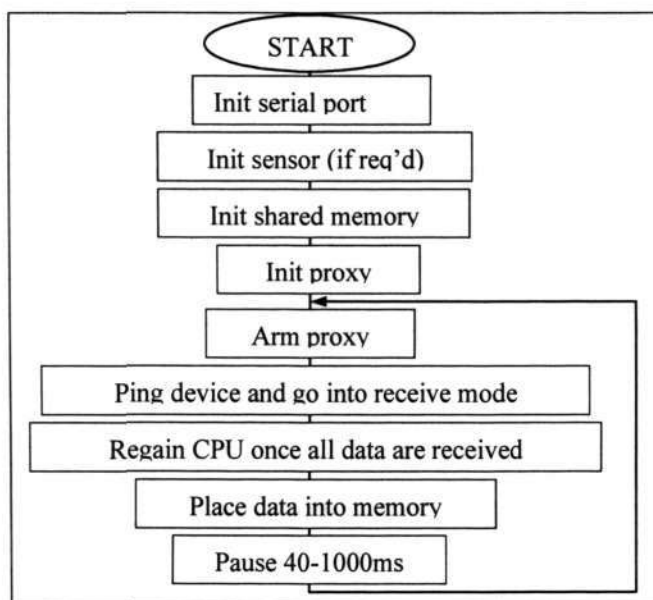 START
Init serial port
Init sensor (if req'd)
Init shared memory
Init proxy
Arm proxy
Ping device and go into receive mode
Regain CPU once all data are received
Place data into memory
Pause 40-1000ms